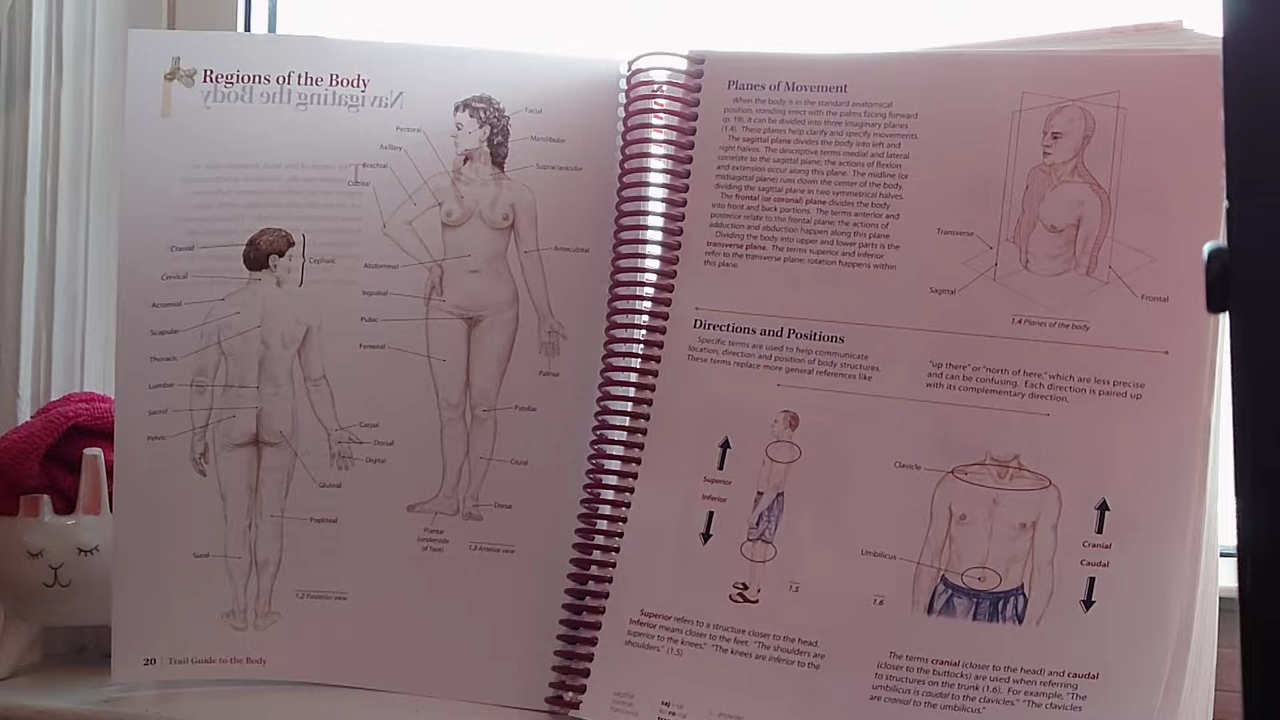 Regions of the Body
Navigating the Body
Facial
Pectoral
Mandibular
Axillary
Brachial
Supraclavicular
Cubital
Cranial
Cephalic
Cervical
Antecubital
Abdominal
Acromial
Inguinal
Scapular
Pubic
Thoracic
Femoral
Palmar
Lumbar
Sacral
Patellar
Pelvic
Carpal
Dorsal
Digital
Crural
Gluteal
Dorsal
Popliteal
Plantar
(underside
of foot)
1.3 Anterior view
Sural
1.2 Posterior view
20 | Trail Guide to the Body
Planes of Movement
When the body is in the standard anatomical
position, standing erect with the palms facing forward
(p. 19), it can be divided into three imaginary planes
(1.4). These planes help clarify and specify movements.
The sagittal plane divides the body into left and
right halves. The descriptive terms medial and lateral
correlate to the sagittal plane; the actions of flexion
and extension occur along this plane. The midline (or
midsagittal plane) runs down the center of the body,
dividing the sagittal plane in two symmetrical halves.
The frontal (or coronal) plane divides the body
into front and back portions. The terms anterior and
posterior relate to the frontal plane; the actions of
adduction and abduction happen along this plane.
Dividing the body into upper and lower parts is the
transverse plane. The terms superior and inferior
refer to the transverse plane; rotation happens within
this plane.
Transverse
Sagittal
Frontal
1.4 Planes of the body
Directions and Positions
Specific terms are used to help communicate
location, direction and position of body structures.
These terms replace more general references like
"up there" or "north of here," which are less precise
and can be confusing. Each direction is paired up
with its complementary direction.
Superior
Inferior
1.5
Clavicle
Umbilicus
1.6
Cranial
Caudal
Superior refers to a structure closer to the head.
Inferior means closer to the feet. "The shoulders are
superior to the knees." "The knees are inferior to the
shoulders." (1.5)
The terms cranial (closer to the head) and caudal
(closer to the buttocks) are used when referring
to structures on the trunk (1.6). For example, "The
umbilicus is caudal to the clavicles." "The clavicles
are cranial to the umbilicus."